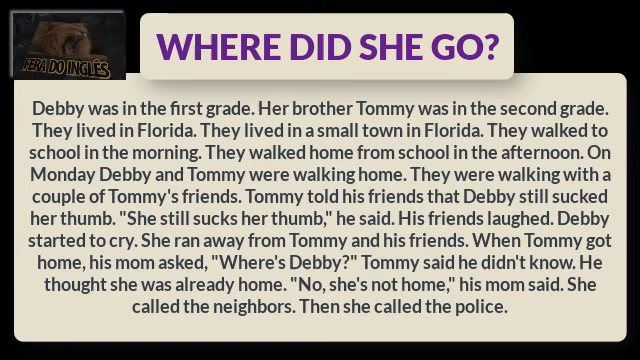 FERA DO INGLÊS
WHERE DID SHE GO?
Debby was in the first grade. Her brother Tommy was in the second grade.
They lived in Florida. They lived in a small town in Florida. They walked to
school in the morning. They walked home from school in the afternoon. On
Monday Debby and Tommy were walking home. They were walking with a
couple of Tommy's friends. Tommy told his friends that Debby still sucked
her thumb. "She still sucks her thumb," he said. His friends laughed. Debby
started to cry. She ran away from Tommy and his friends. When Tommy got
home, his mom asked, "Where's Debby?" Tommy said he didn't know. He
thought she was already home. "No, she's not home," his mom said. She
called the neighbors. Then she called the police.